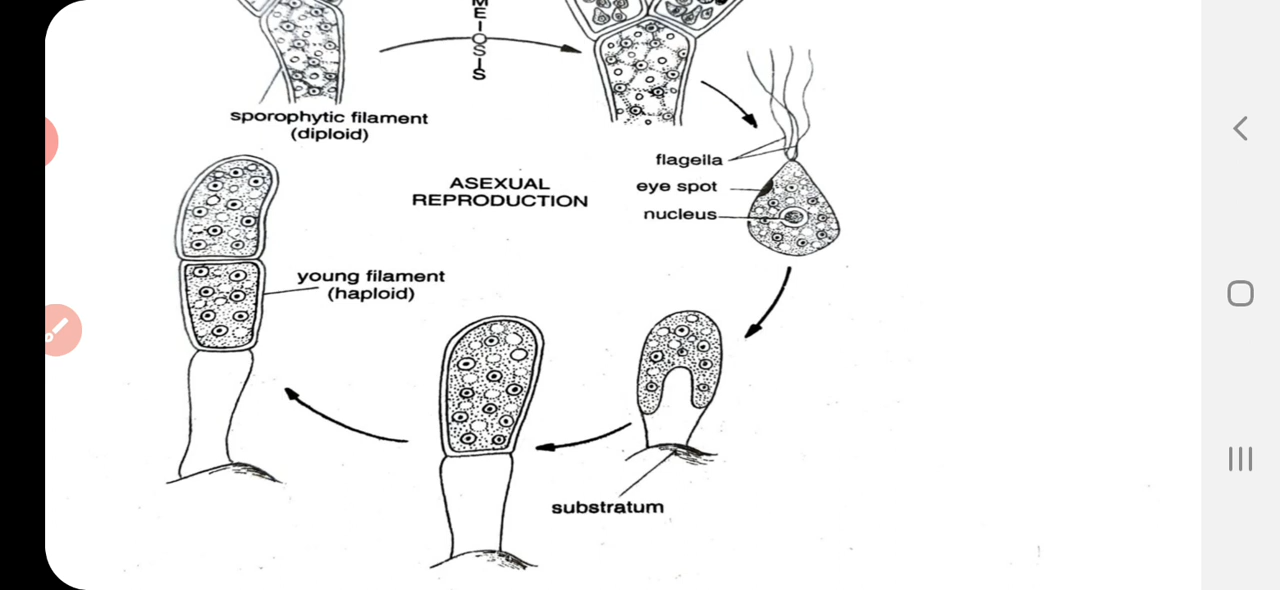 MEIOSIS
sporophytic filament
(diploid)
flagella
ASEXUAL
REPRODUCTION
eye spot
nucleus
young filament
(haploid)
substratum